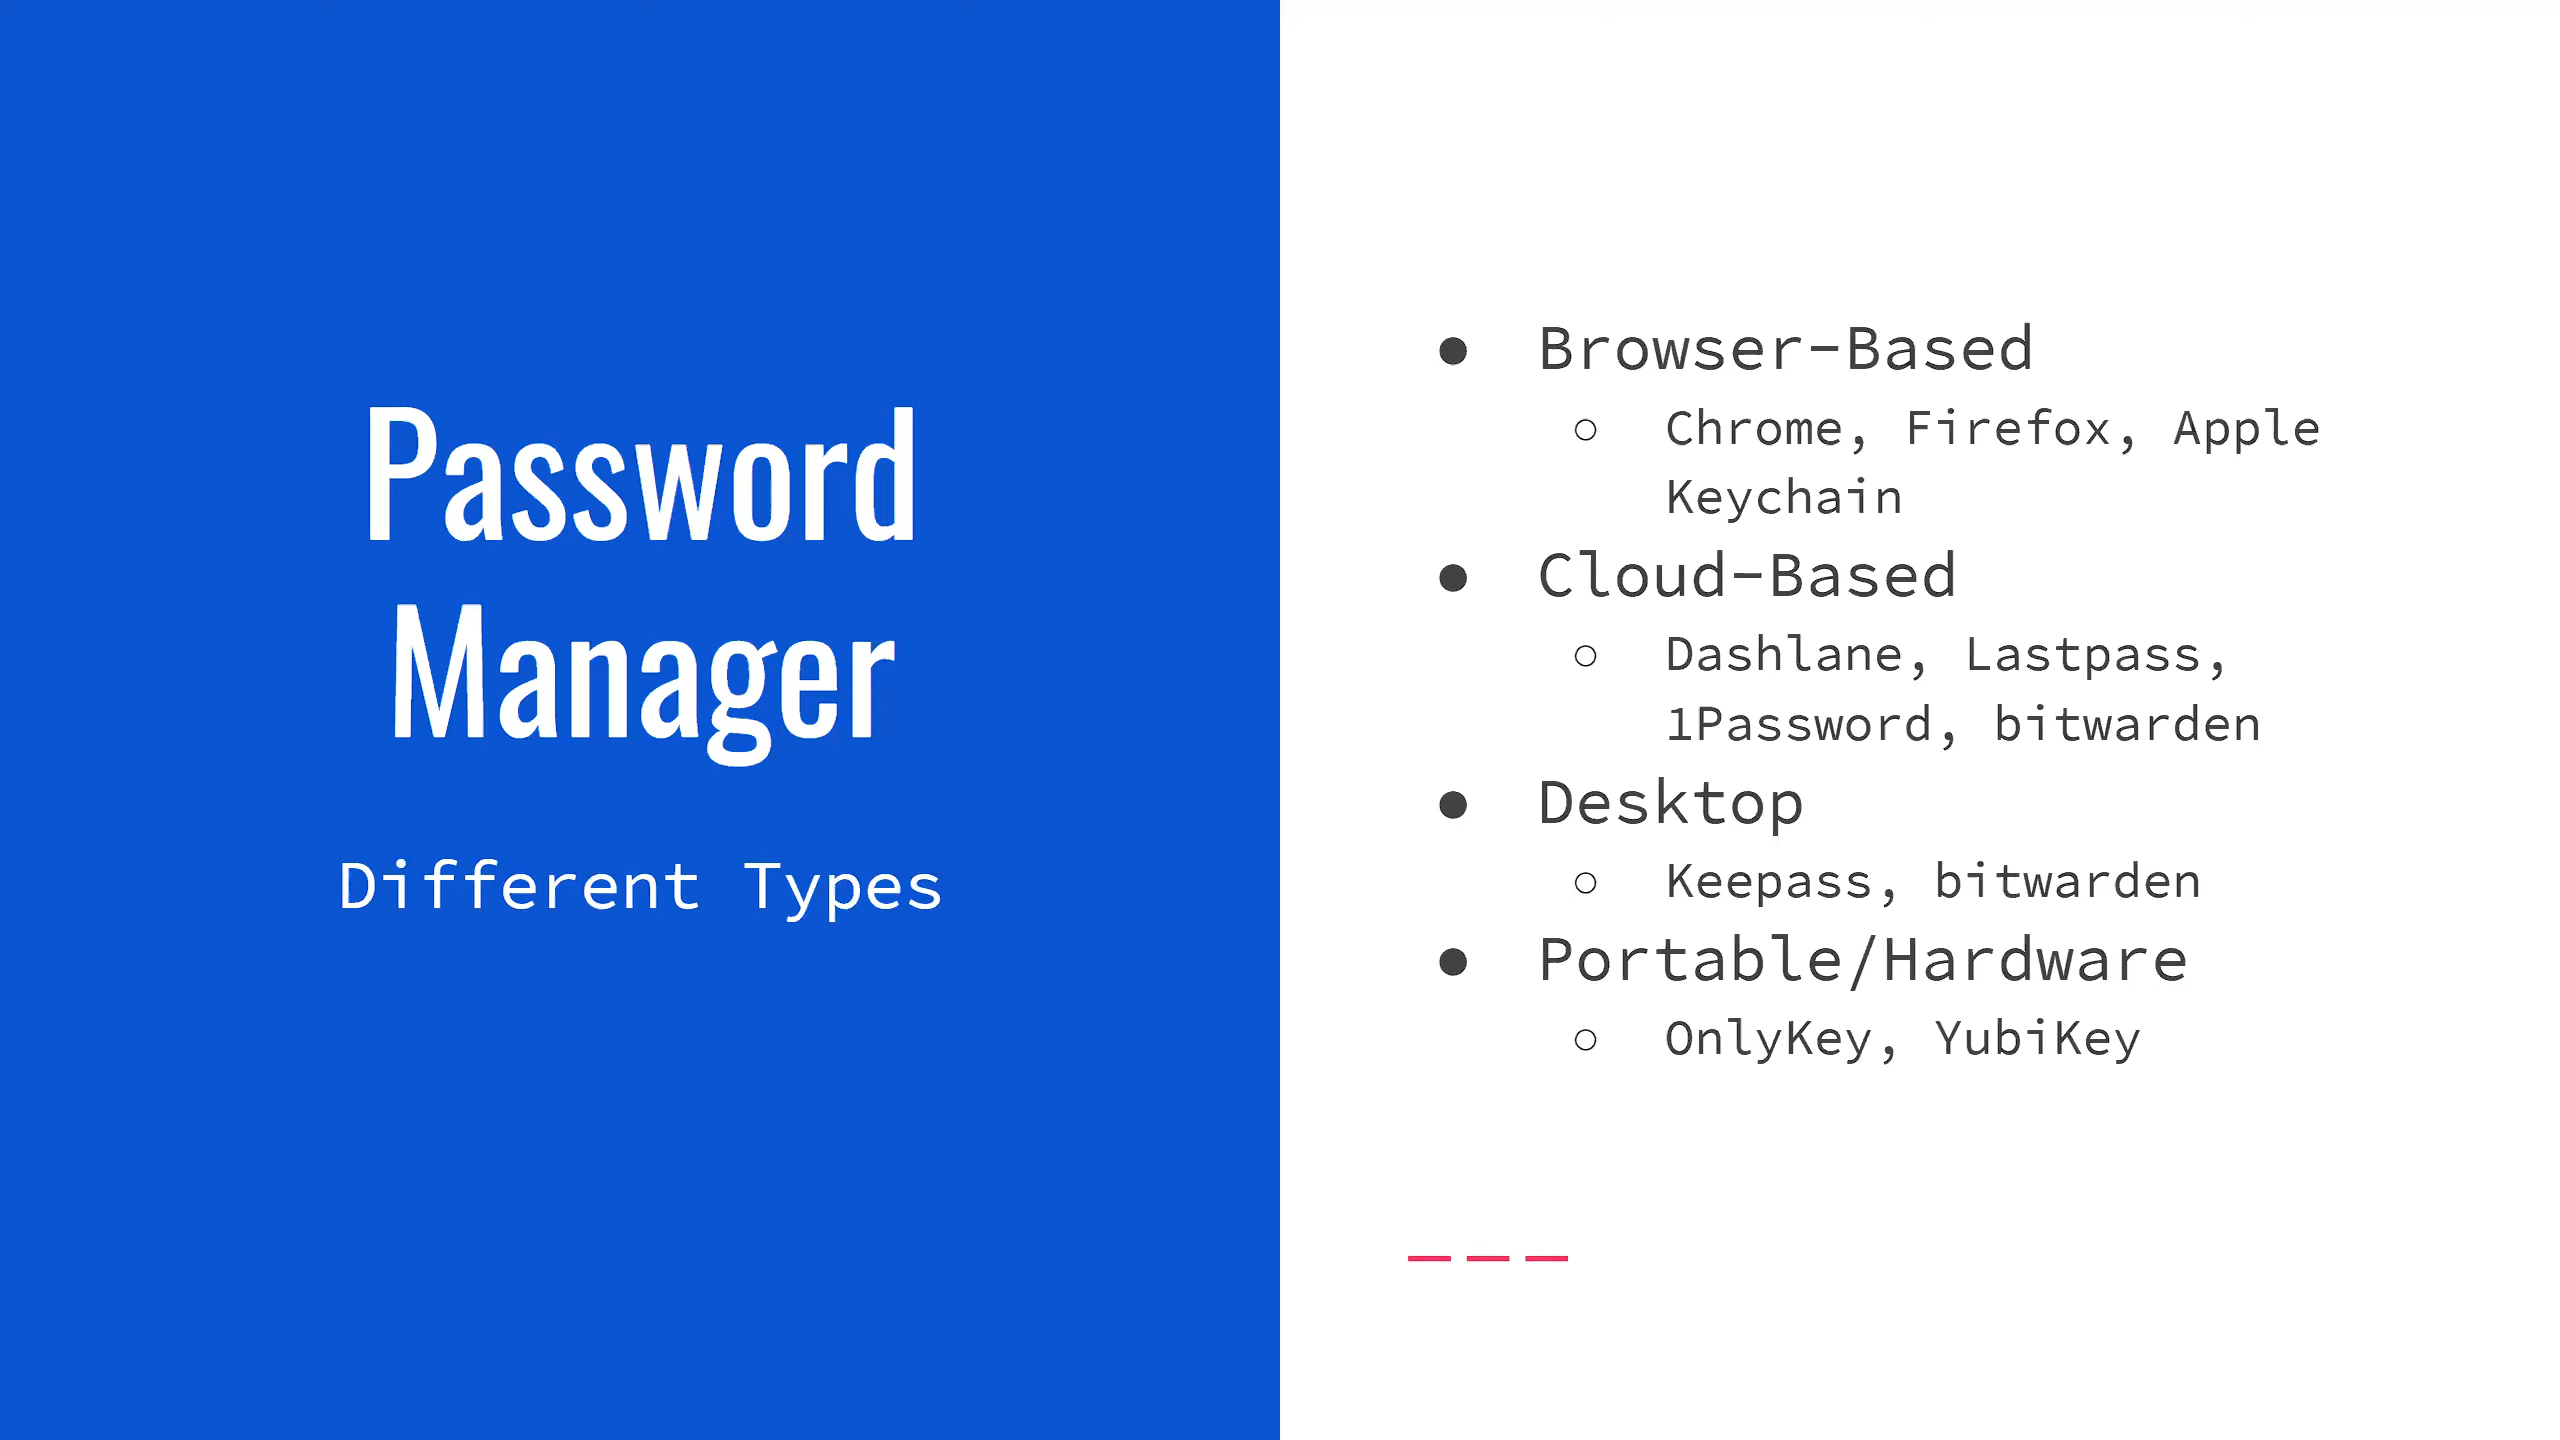 Password
Manager
Different Types
● Browser-Based
○ Chrome, Firefox, Apple
Keychain
● Cloud-Based
○ Dashlane, Lastpass,
1Password, bitwarden
● Desktop
○ Keepass, bitwarden
● Portable/Hardware
○ OnlyKey, YubiKey